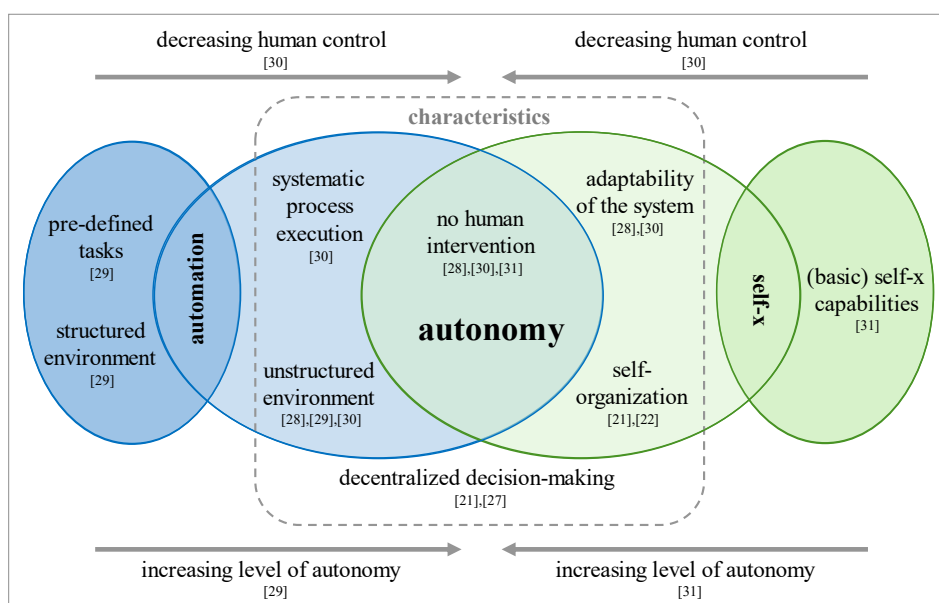 decreasing human control
[30]
decreasing human control
[30]
characteristics
pre-defined
tasks
[29]
structured
environment
[29]
automation
systematic
process
execution
[30]
unstructured
environment
[28],[29],[30]
no human
intervention
[28],[30],[31]
autonomy
adaptability
of the system
[28],[30]
self-
organization
[21],[22]
self-x
(basic) self-x
capabilities
[31]
decentralized decision-making
[21],[27]
increasing level of autonomy
[29]
increasing level of autonomy
[31]